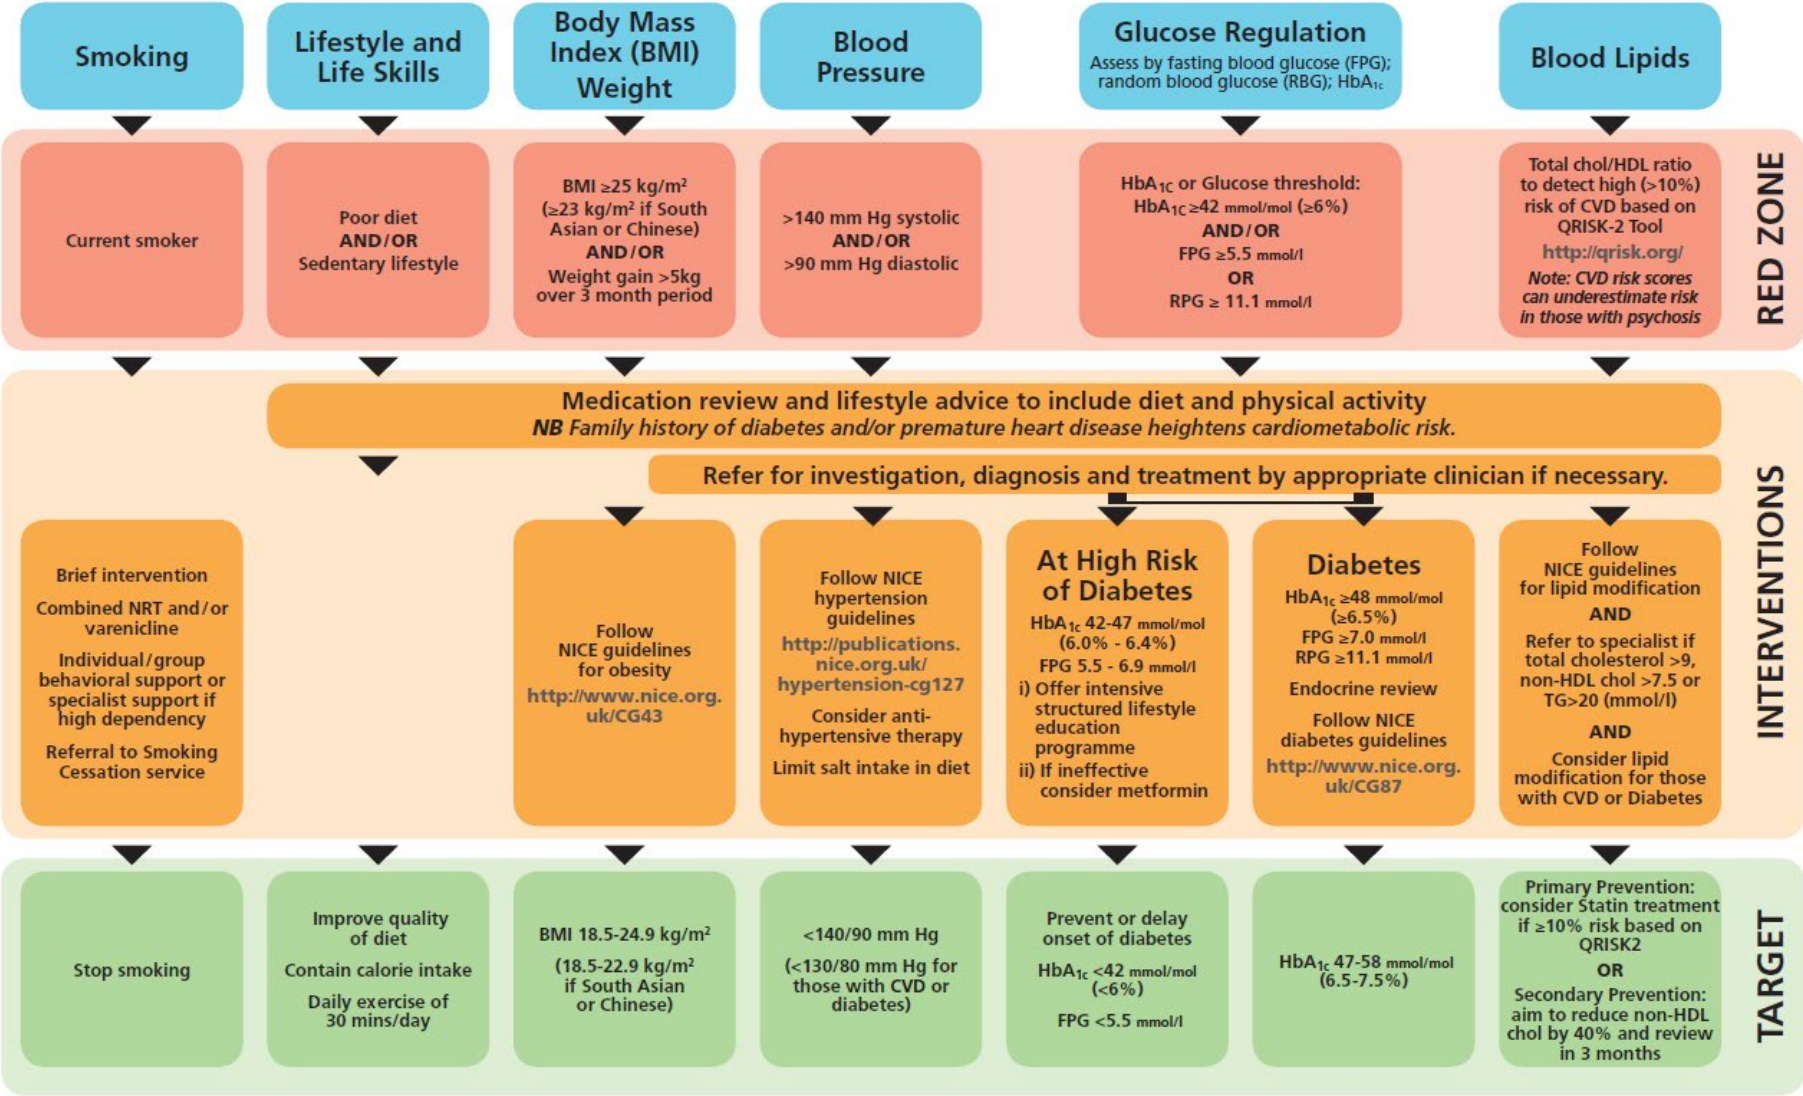 Smoking
Lifestyle and
Life Skills
Body Mass
Index (BMI)
Weight
Blood
Pressure
Glucose Regulation
Assess by fasting blood glucose (FPG);
random blood glucose (RBG); HbA1c
Blood Lipids
Current smoker
Poor diet
AND/OR
Sedentary lifestyle
BMI ≥25 kg/m²
(≥23 kg/m² if South
Asian or Chinese)
AND/OR
Weight gain >5kg
over 3 month period
>140 mm Hg systolic
AND/OR
>90 mm Hg diastolic
HbA1C or Glucose threshold:
HbA1C ≥42 mmol/mol (≥6%)
AND/OR
FPG ≥5.5 mmol/l
OR
RPG ≥ 11.1 mmol/l
Total chol/HDL ratio
to detect high (>10%)
risk of CVD based on
QRISK-2 Tool
http://qrisk.org/
Note: CVD risk scores
can underestimate risk
in those with psychosis
RED ZONE
Medication review and lifestyle advice to include diet and physical activity
NB Family history of diabetes and/or premature heart disease heightens cardiometabolic risk.
Refer for investigation, diagnosis and treatment by appropriate clinician if necessary.
Brief intervention
Combined NRT and/or
varenicline
Individual/group
behavioral support or
specialist support if
high dependency
Referral to Smoking
Cessation service
Follow
NICE guidelines
for obesity
http://www.nice.org.
uk/CG43
Follow NICE
hypertension
guidelines
http://publications.
nice.org.uk/
hypertension-cg127
Consider anti-
hypertensive therapy
Limit salt intake in diet
At High Risk
of Diabetes
HbA1c 42-47 mmol/mol
(6.0% - 6.4%)
FPG 5.5 - 6.9 mmol/l
i) Offer intensive
structured lifestyle
education
programme
ii) If ineffective
consider metformin
Diabetes
HbA1c ≥48 mmol/mol
(≥6.5%)
FPG ≥7.0 mmol/l
RPG ≥11.1 mmol/l
Endocrine review
Follow NICE
diabetes guidelines
http://www.nice.org.
uk/CG87
Follow
NICE guidelines
for lipid modification
AND
Refer to specialist if
total cholesterol >9,
non-HDL chol >7.5 or
TG>20 (mmol/l)
AND
Consider lipid
modification for those
with CVD or Diabetes
INTERVENTIONS
Stop smoking
Improve quality
of diet
Contain calorie intake
Daily exercise of
30 mins/day
BMI 18.5-24.9 kg/m²
(18.5-22.9 kg/m²
if South Asian
or Chinese)
<140/90 mm Hg
(<130/80 mm Hg for
those with CVD or
diabetes)
Prevent or delay
onset of diabetes
HbA1c <42 mmol/mol
(<6%)
FPG <5.5 mmol/l
HbA1c 47-58 mmol/mol
(6.5-7.5%)
Primary Prevention:
consider Statin treatment
if ≥10% risk based on
QRISK2
OR
Secondary Prevention:
aim to reduce non-HDL
chol by 40% and review
in 3 months
TARGET